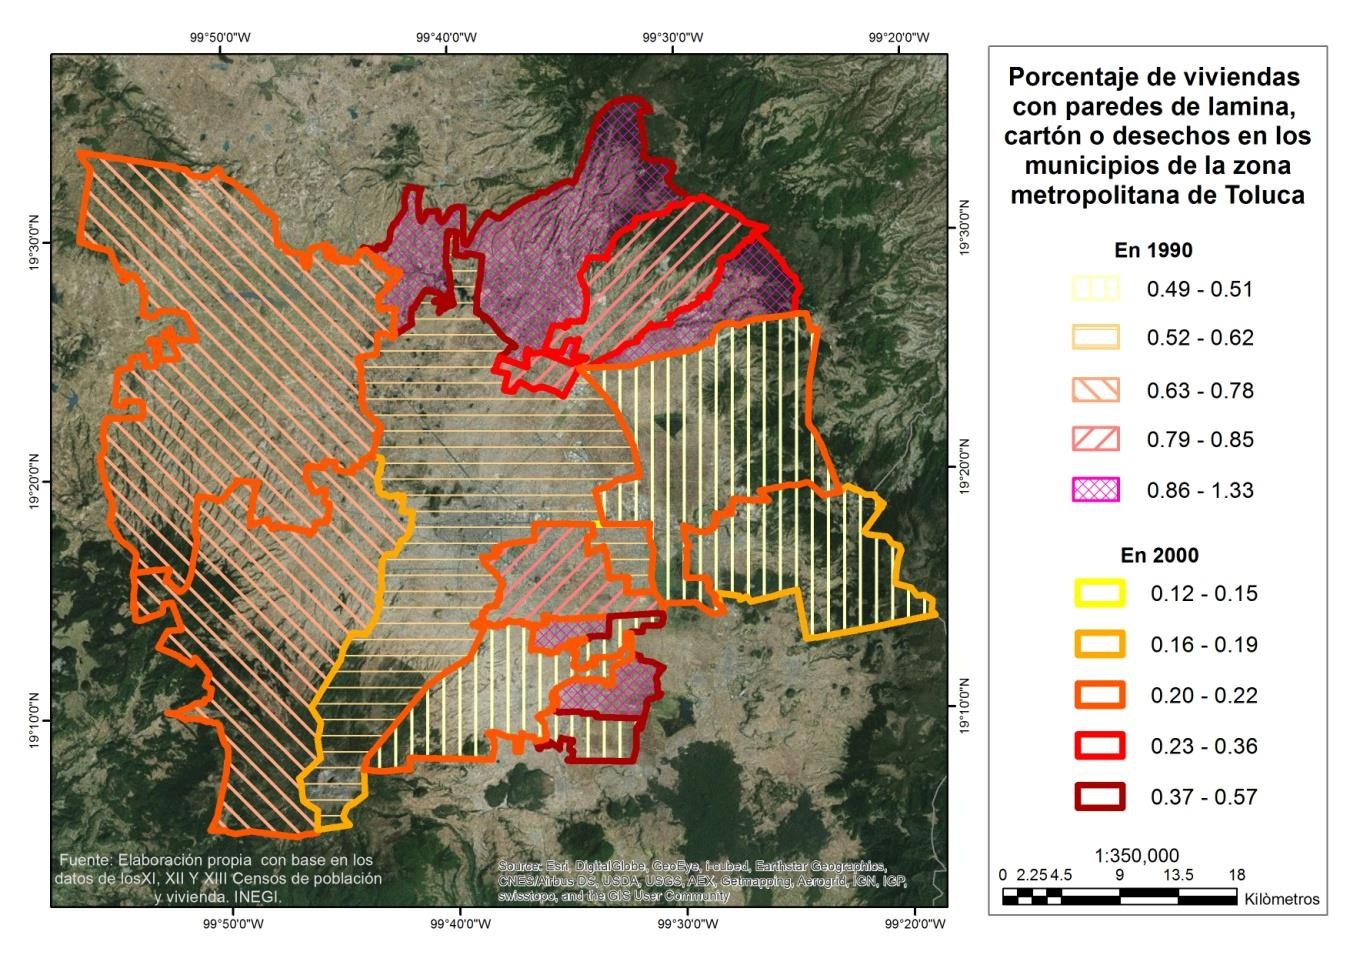 99°50'0"W
99°40'0"W
99°30'0"W
99°20'0"W
19°30'0"N
19°20'0"N
19°10'0"N
19°30'0"N
19°20'0"N
19°10'0"N
Fuente: Elaboración propia con base en los
datos de losXI, XII Y XIII Censos de población
y vivienda. INEGI.
Source: Esri, DigitalGlobe, GeoEye, i-cubed, Earthstar Geographics,
CNES/Airbus DS, USDA, USGS, AEX, Getmapping, Aerogrid, IGN, IGP,
swisstopo, and the GIS User Community
99°50'0"W
99°40'0"W
99°30'0"W
99°20'0"W
Porcentaje de viviendas
con paredes de lamina,
cartón o desechos en los
municipios de la zona
metropolitana de Toluca
En 1990
0.49 - 0.51
0.52 - 0.62
0.63 - 0.78
0.79 - 0.85
0.86 - 1.33
En 2000
0.12 - 0.15
0.16 - 0.19
0.20 - 0.22
0.23 - 0.36
0.37 - 0.57
1:350,000
0 2.25 4.5 9 13.5 18
Kilòmetros